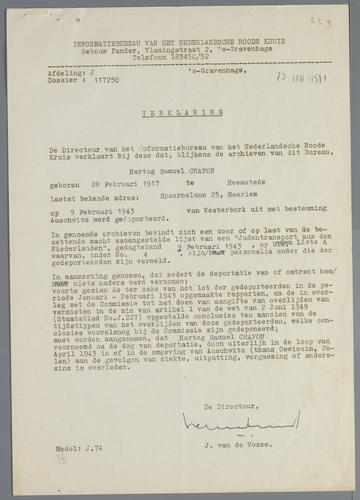 INFORMATIEBUREAU VAN HET NEDERLANDSCHE ROODE KRUIS
Gebouw Pander, Vlamingstraat 2, 's-Gravenhage
Telefoon 183450/52
Afdeling: J 's-Gravenhage,
Dossier : 117250
VERKLARING
De Directeur van het Informatiebureau van het Nederlandsche Roode
Kruis verklaart bij deze dat, blijkens de archieven van dit Bureau,
Hartog Samuel CHAPON
geboren 28 Februari 1917 te Heemstede
laatst bekende adres: Spaarnelaan 25, Haarlem
op 9 Februari 1943 van Westerbork uit met bestemming
Auschwitz werd gedeporteerd.
In genoemde archieven bevindt zich een door of op last van de be-
zettende macht samengestelde lijst van een "Judentransport aus den
Niederlanden", gedagtekend 9 Februari 1943, op Liste A
waarvan, onder No. 4 , zijn/ personalia onder die der
gedeporteerden zijn vermeld.
In aanmerking genomen, dat sedert de deportatie van of omtrent hem/
niets naders werd vernomen;
voorts gezien de ter zake van het lot der gedeporteerden in de pe-
riode Januari - Februari 1943 opgemaakte rapporten, en de in over-
leg met de Commissie tot het doen van aangifte van overlijden van
vermisten in de zin van artikel 1 van de wet van 2 Juni 1949
(Staatsblad No.J.227) opgestelde conclusies ten aanzien van de
tijdstippen van het overlijden van deze gedeporteerden, welke con-
clusies voorslang bij de Commissie zijn gedeponeerd;
moet worden aangenomen, dat Hartog Samuel CHAPON
voornoemd na de dag van deportatie, doch uiterlijk in de loop van
April 1943 in of in de omgeving van Auschwitz (thans Oswiecim, Po-
len) aan de gevolgen van ziekte, uitputting, vergassing of anders-
zins is overleden.
De Directeur,
J. van de Vosse.
Model: J.74